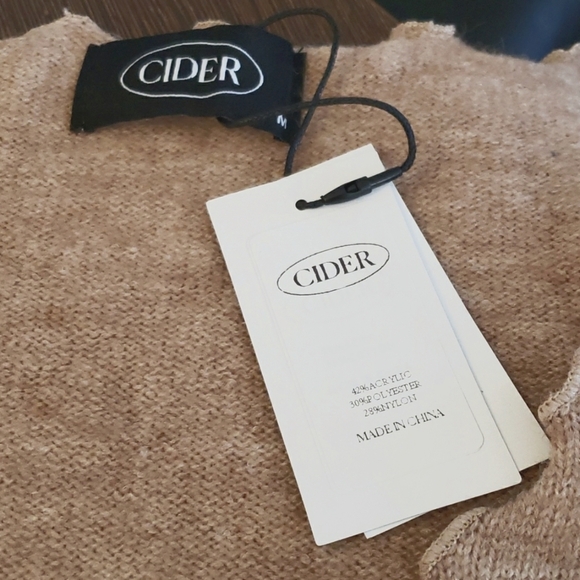 CIDER
M
CIDER
42%ACRYLIC
30%POLYESTER
28%NYLON
MADE IN CHINA